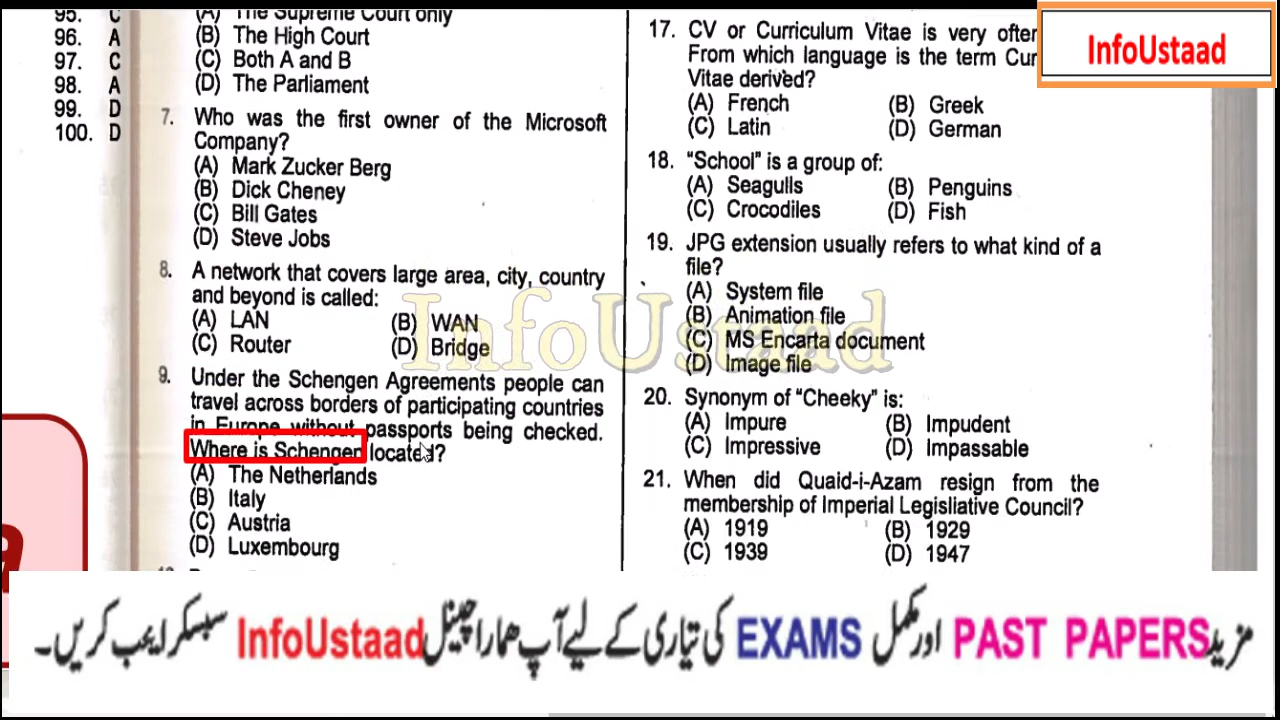 95. C
96. A
97. C
98. A
99. D
100. D
(A) The Supreme Court only
(B) The High Court
(C) Both A and B
(D) The Parliament
7. Who was the first owner of the Microsoft
Company?
(A) Mark Zucker Berg
(B) Dick Cheney
(C) Bill Gates
(D) Steve Jobs
8. A network that covers large area, city, country
and beyond is called:
(A) LAN (B) WAN
(C) Router (D) Bridge
9. Under the Schengen Agreements people can
travel across borders of participating countries
in Europe without passports being checked.
Where is Schengen located?
(A) The Netherlands
(B) Italy
(C) Austria
(D) Luxembourg
17. CV or Curriculum Vitae is very ofter
From which language is the term Cur
Vitae derived?
(A) French (B) Greek
(C) Latin (D) German
18. “School” is a group of:
(A) Seagulls (B) Penguins
(C) Crocodiles (D) Fish
19. JPG extension usually refers to what kind of a
file?
(A) System file
(B) Animation file
(C) MS Encarta document
(D) Image file
20. Synonym of “Cheeky” is:
(A) Impure (B) Impudent
(C) Impressive (D) Impassable
21. When did Quaid-i-Azam resign from the
membership of Imperial Legisliative Council?
(A) 1919 (B) 1929
(C) 1939 (D) 1947
InfoUstaad
InfoUstaad
مزید PAST PAPERS اور مکمل EXAMS کی تیاری کے لیے آپ ہمارا چینل InfoUstaad سبسکرائیب کریں۔